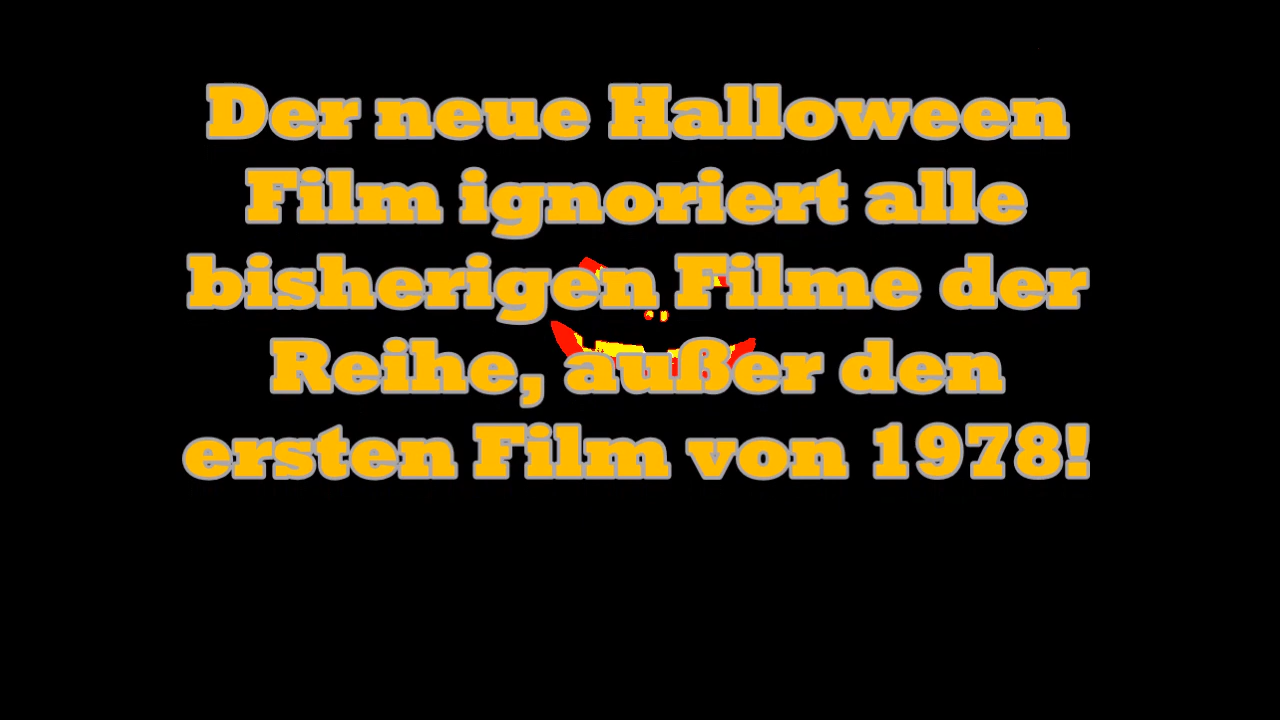 Der neue Halloween
Film ignoriert alle
bisherigen Filme der
Reihe, außer den
ersten Film von 1978!